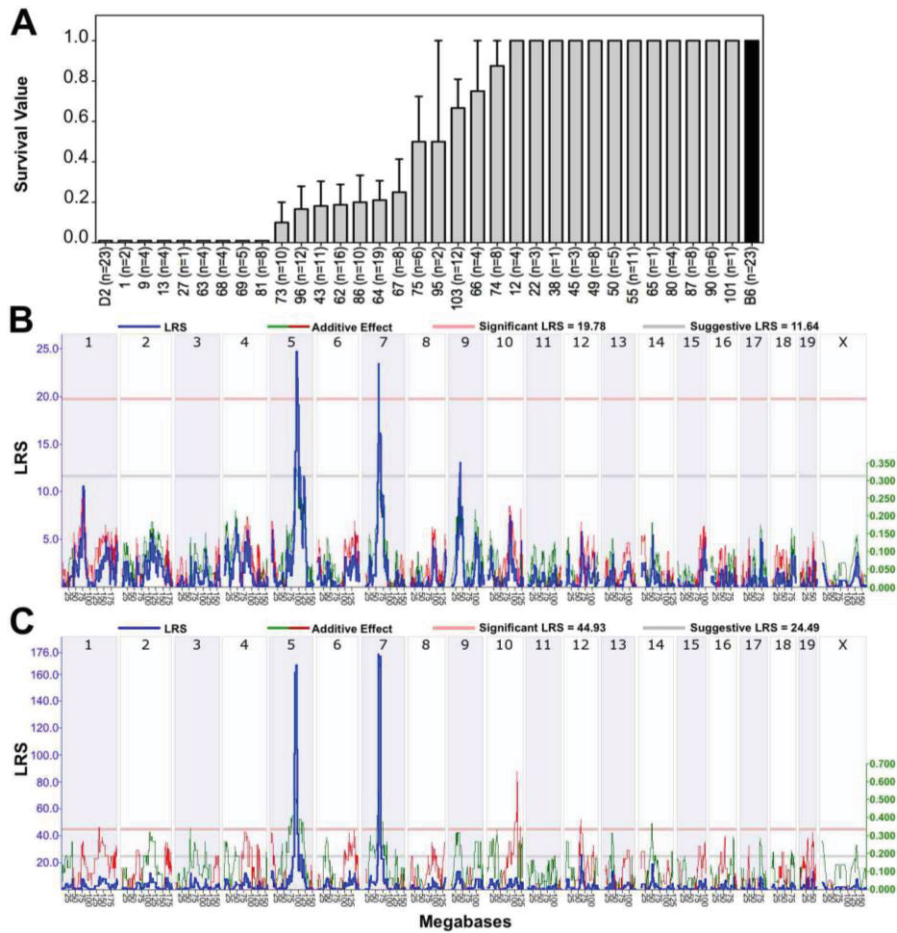 A
Survival Value
1.0
0.8
0.6
0.4
0.2
0.0
D2 (n=23)
1 (n=2)
9 (n=4)
13 (n=4)
27 (n=1)
63 (n=4)
68 (n=4)
69 (n=5)
81 (n=8)
73 (n=10)
96 (n=12)
43 (n=11)
62 (n=16)
86 (n=10)
64 (n=19)
67 (n=8)
75 (n=6)
95 (n=2)
103 (n=12)
66 (n=4)
74 (n=8)
12 (n=4)
22 (n=3)
38 (n=1)
45 (n=3)
49 (n=8)
50 (n=5)
55 (n=11)
65 (n=1)
80 (n=4)
87 (n=8)
90 (n=6)
101 (n=1)
B6 (n=23)
B
LRS Additive Effect Significant LRS = 19.78 Suggestive LRS = 11.64
1 2 3 4 5 6 7 8 9 10 11 12 13 14 15 16 17 18 19 X
LRS
25.0
20.0
15.0
10.0
5.0
0.350
0.300
0.250
0.200
0.150
0.100
0.050
0.000
C
LRS Additive Effect Significant LRS = 44.93 Suggestive LRS = 24.49
1 2 3 4 5 6 7 8 9 10 11 12 13 14 15 16 17 18 19 X
LRS
176.0
160.0
140.0
120.0
100.0
80.0
60.0
40.0
20.0
0.700
0.600
0.500
0.400
0.300
0.200
0.100
0.000
Megabases